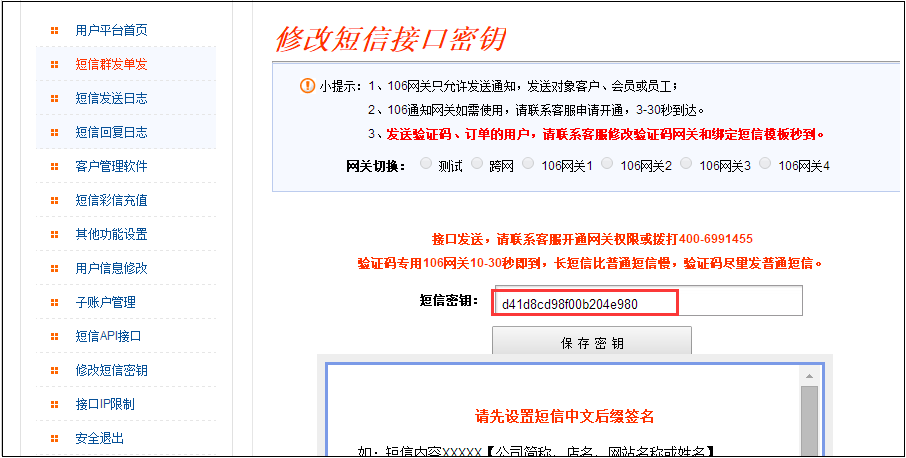 用户平台首页
短信群发单发
短信发送日志
短信回复日志
客户管理软件
短信彩信充值
其他功能设置
用户信息修改
子账户管理
短信API接口
修改短信密钥
接口IP限制
安全退出
修改短信接口密钥
小提示：1、106网关只允许发送通知，发送对象客户、会员或员工；
2、106通知网关如需使用，请联系客服申请开通，3-30秒到达。
3、发送验证码、订单的用户，请联系客服修改验证码网关和绑定短信模板秒到。
网关切换： 测试 跨网 106网关1 106网关2 106网关3 106网关4
接口发送，请联系客服开通网关权限或拨打400-6991455
验证码专用106网关10-30秒即到，长短信比普通短信慢，验证码尽量发普通短信。
短信密钥： d41d8cd98f00b204e980
保存密钥
请先设置短信中文后缀签名
如：短信内容XXXXX【公司简称、店名、网站名称或姓名】